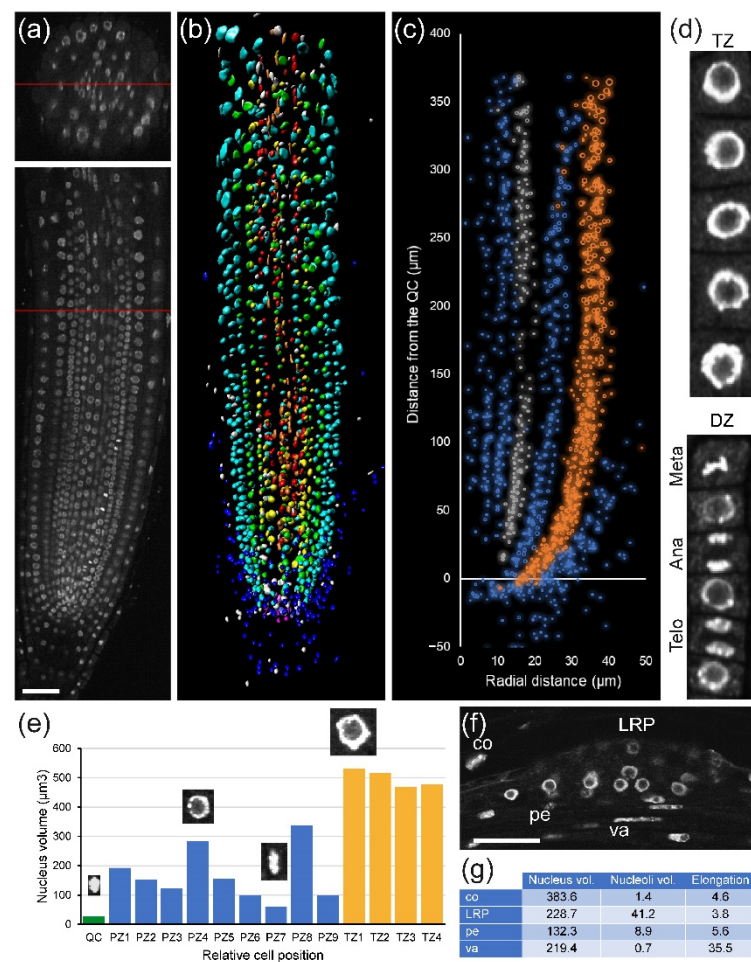 (a)
(b)
(c)
(d)
TZ
400
350
300
250
200
150
100
50
0
−50
Distance from the QC (µm)
0
10
20
30
40
50
Radial distance (µm)
DZ
Meta
Ana
Telo
(e)
600
500
400
300
200
100
0
Nucleus volume (µm3)
QC PZ1 PZ2 PZ3 PZ4 PZ5 PZ6 PZ7 PZ8 PZ9 TZ1 TZ2 TZ3 TZ4
Relative cell position
(f)
LRP
co
pe
va
(g)
Nucleus vol. Nucleoli vol. Elongation
co 383.6 1.4 4.6
LRP 228.7 41.2 3.8
pe 132.3 8.9 5.6
va 219.4 0.7 35.5